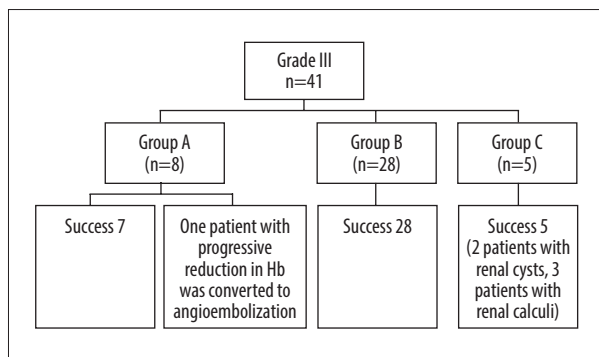 Grade III
n=41
Group A
(n=8)
Group B
(n=28)
Group C
(n=5)
Success 7
One patient with
progressive
reduction in Hb
was converted to
angioembolization
Success 28
Success 5
(2 patients with
renal cysts, 3
patients with
renal calculi)